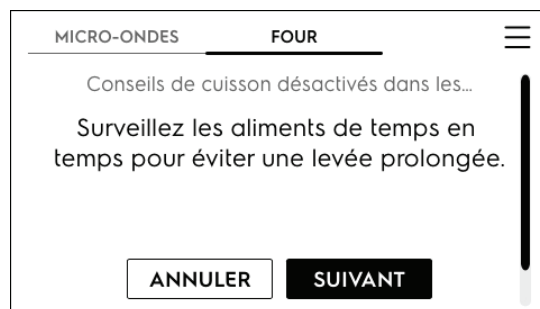 MICRO-ONDES FOUR
Conseils de cuisson désactivés dans les...
Surveillez les aliments de temps en
temps pour éviter une levée prolongée.
ANNULER SUIVANT